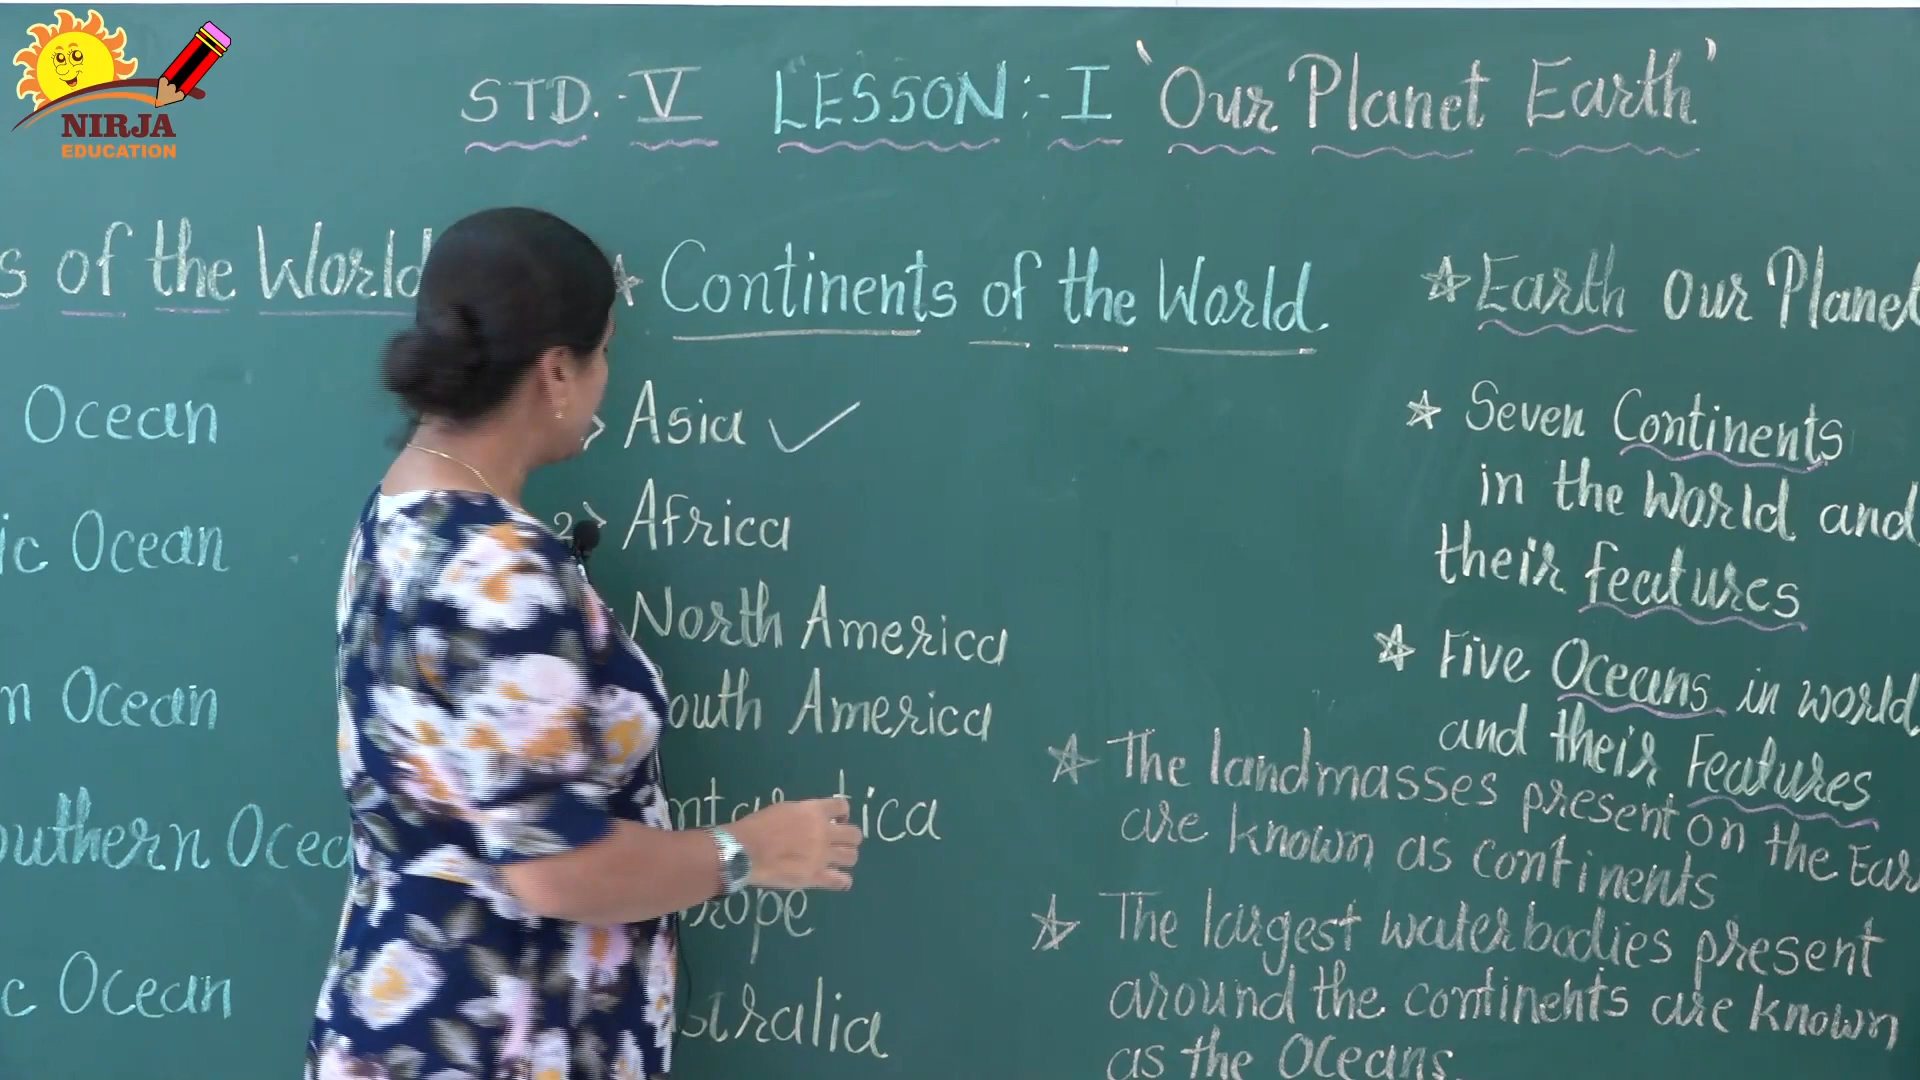 NIRJA
EDUCATION
STD. - V LESSON :- I 'Our Planet Earth'
of the World
Ocean
Ocean
Ocean
Ocean
Ocean
★ Continents of the World
Asia ✓
2> Africa
North America
South America
Australia
★ Earth Our Planet
★ Seven Continents
in the World and
their features
★ Five Oceans in world
and their Features
★ The landmasses present on the
are known as continents
★ The largest waterbodies present
around the continents are known
as the Oceans.